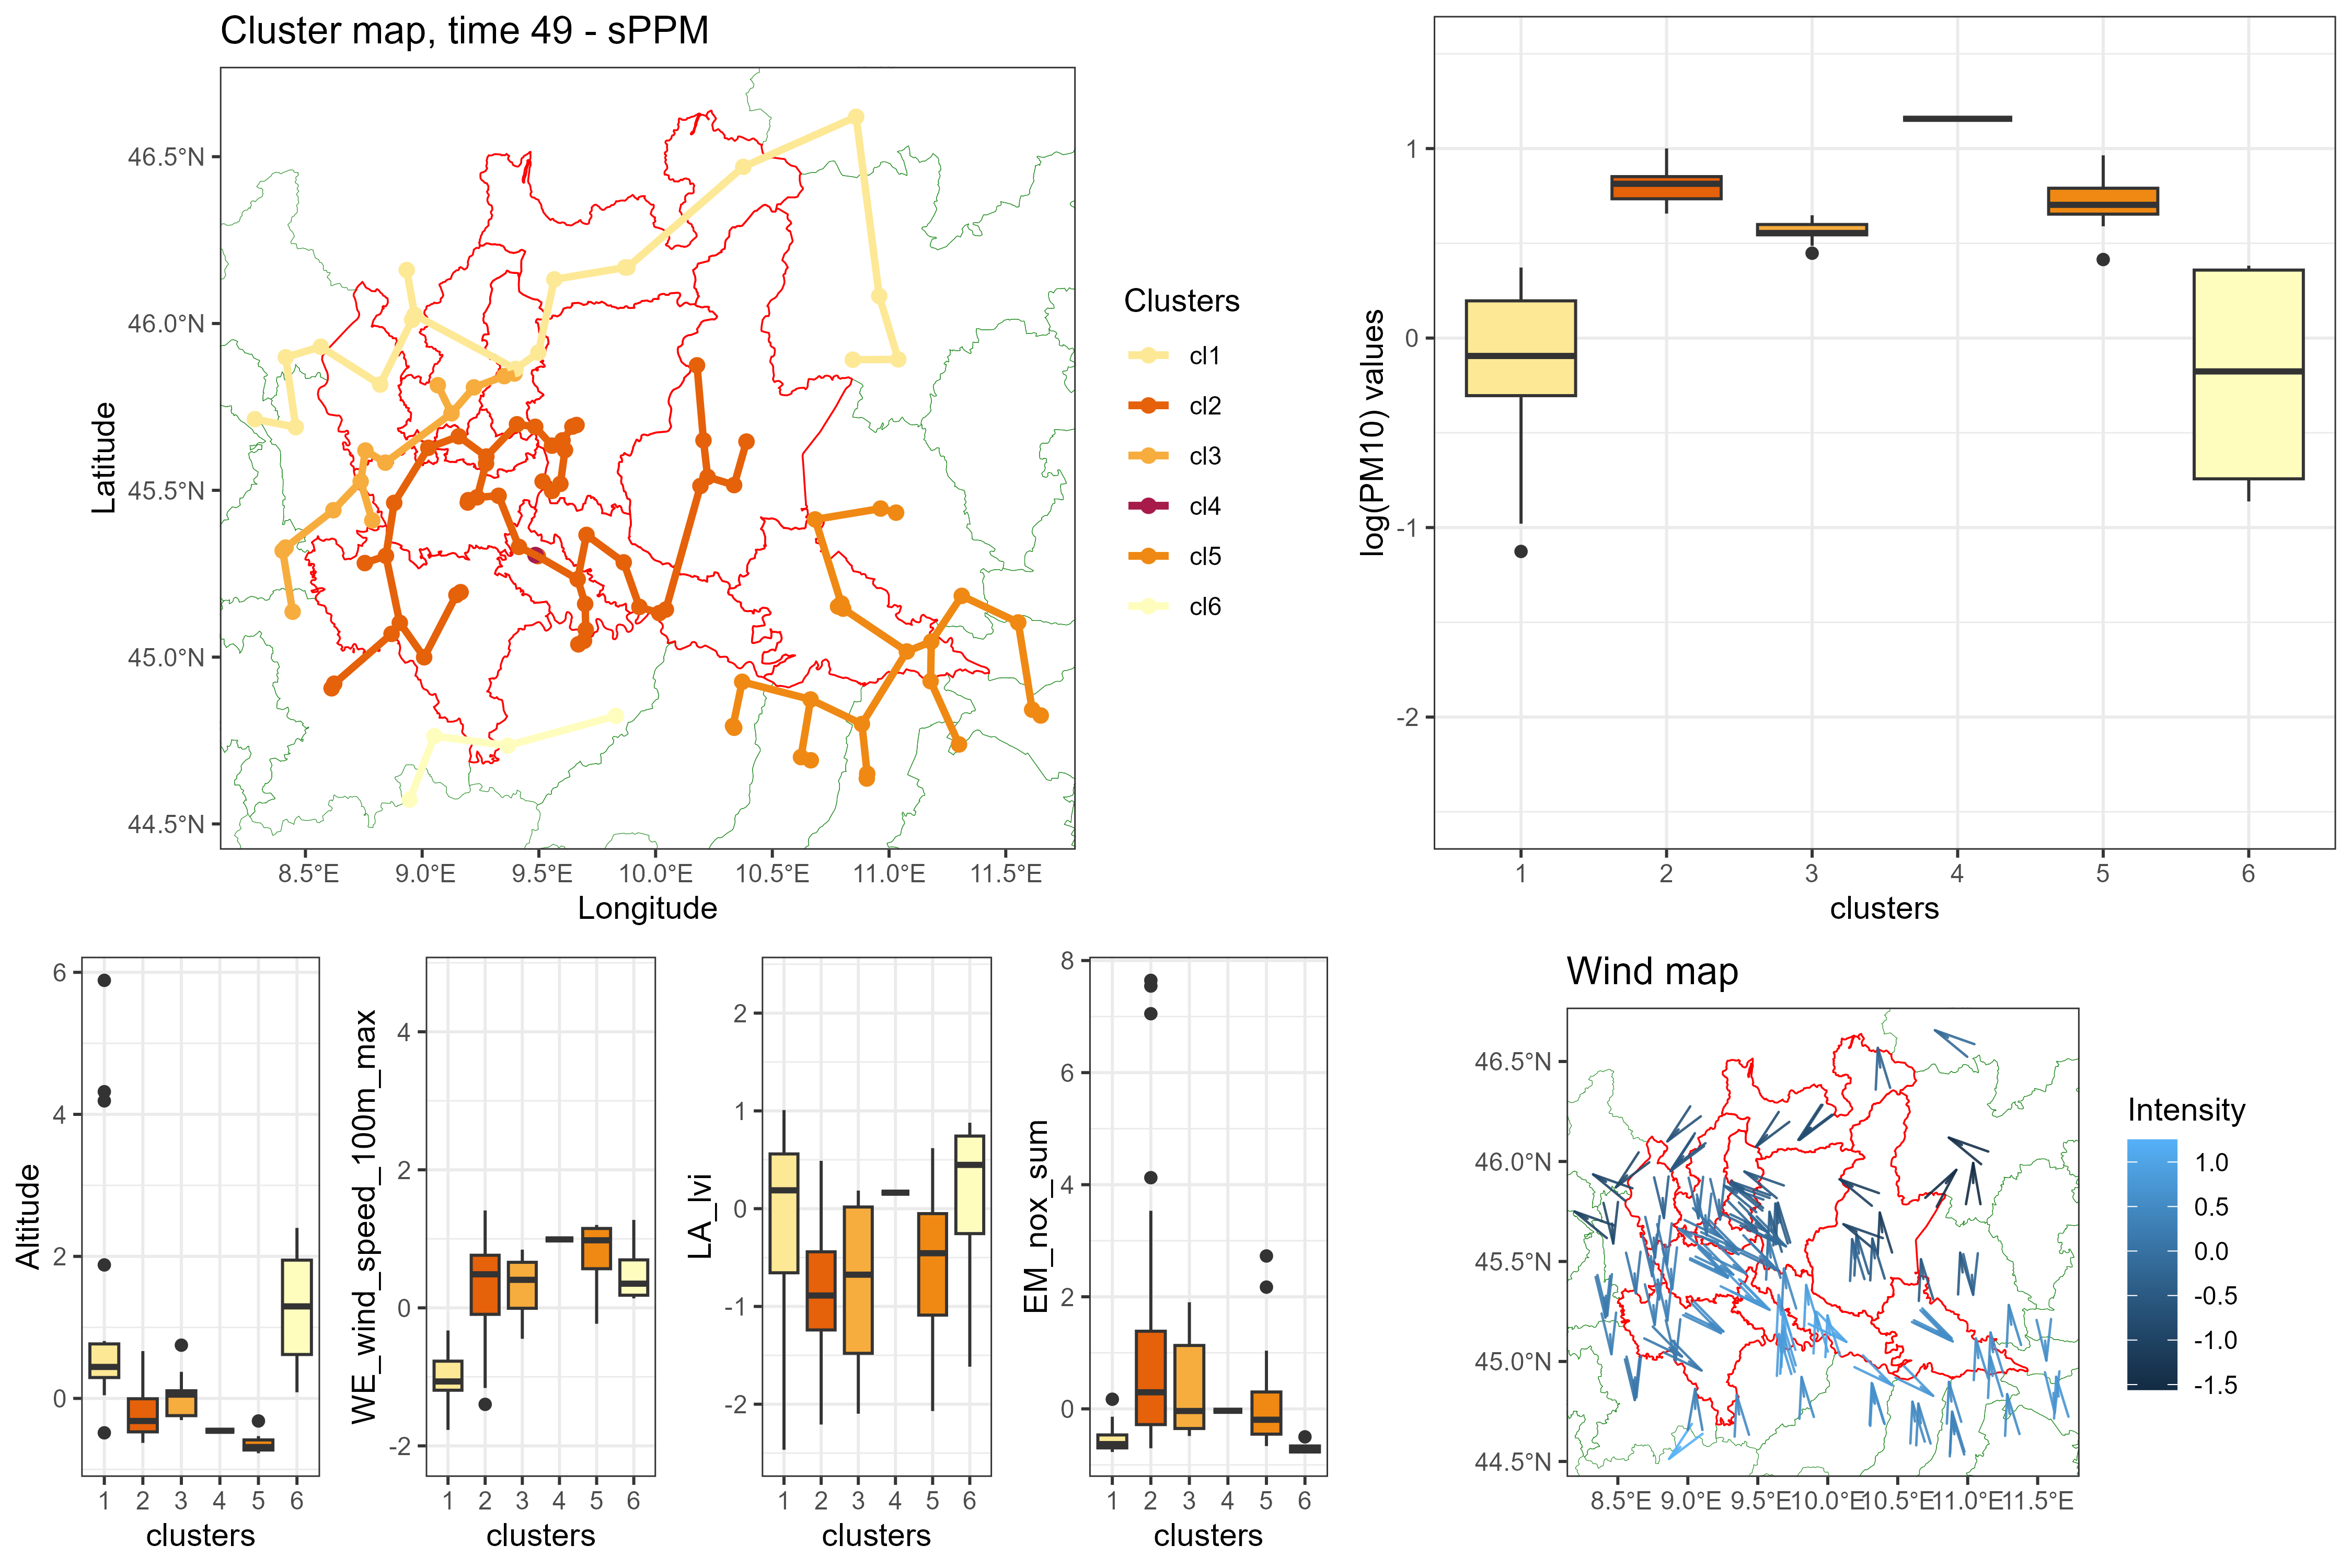 Cluster map, time 49 - sPPM
46.5°N
46.0°N
45.5°N
45.0°N
44.5°N
Latitude
8.5°E 9.0°E 9.5°E 10.0°E 10.5°E 11.0°E 11.5°E
Longitude
Clusters
cl1
cl2
cl3
cl4
cl5
cl6
log(PM10) values
1
0
-1
-2
1 2 3 4 5 6
clusters
Altitude
6
4
2
0
1 2 3 4 5 6
clusters
WE_wind_speed_100m_max
4
2
0
-2
1 2 3 4 5 6
clusters
LA_lvi
2
1
0
-1
-2
1 2 3 4 5 6
clusters
EM_nox_sum
8
6
4
2
0
1 2 3 4 5 6
clusters
Wind map
46.5°N
46.0°N
45.5°N
45.0°N
44.5°N
8.5°E 9.0°E 9.5°E 10.0°E 10.5°E 11.0°E 11.5°E
Intensity
1.0
0.5
0.0
-0.5
-1.0
-1.5